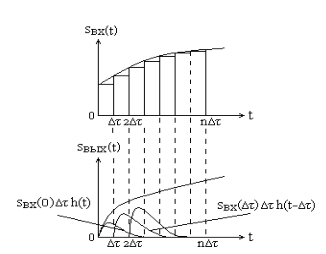 SВХ(t)
0
Δτ 2Δτ nΔτ t
SВЫХ(t)
SВХ(0)Δτ h(t) SВХ(Δτ)Δτ h(t-Δτ)
0
Δτ 2Δτ nΔτ t